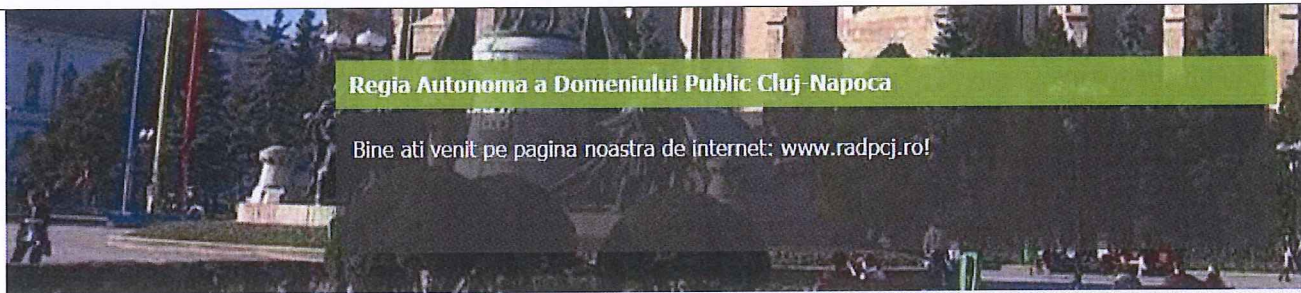 Regia Autonoma a Domeniului Public Cluj-Napoca
Bine ati venit pe pagina noastra de internet: www.radpcj.ro!